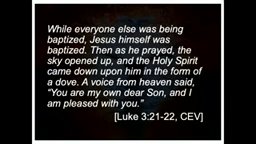 While everyone else was being
baptized, Jesus himself was
baptized. Then as he prayed, the
sky opened up, and the Holy Spirit
came down upon him in the form of
a dove. A voice from heaven said,
“You are my own dear Son, and I
am pleased with you.”
[Luke 3:21-22, CEV]